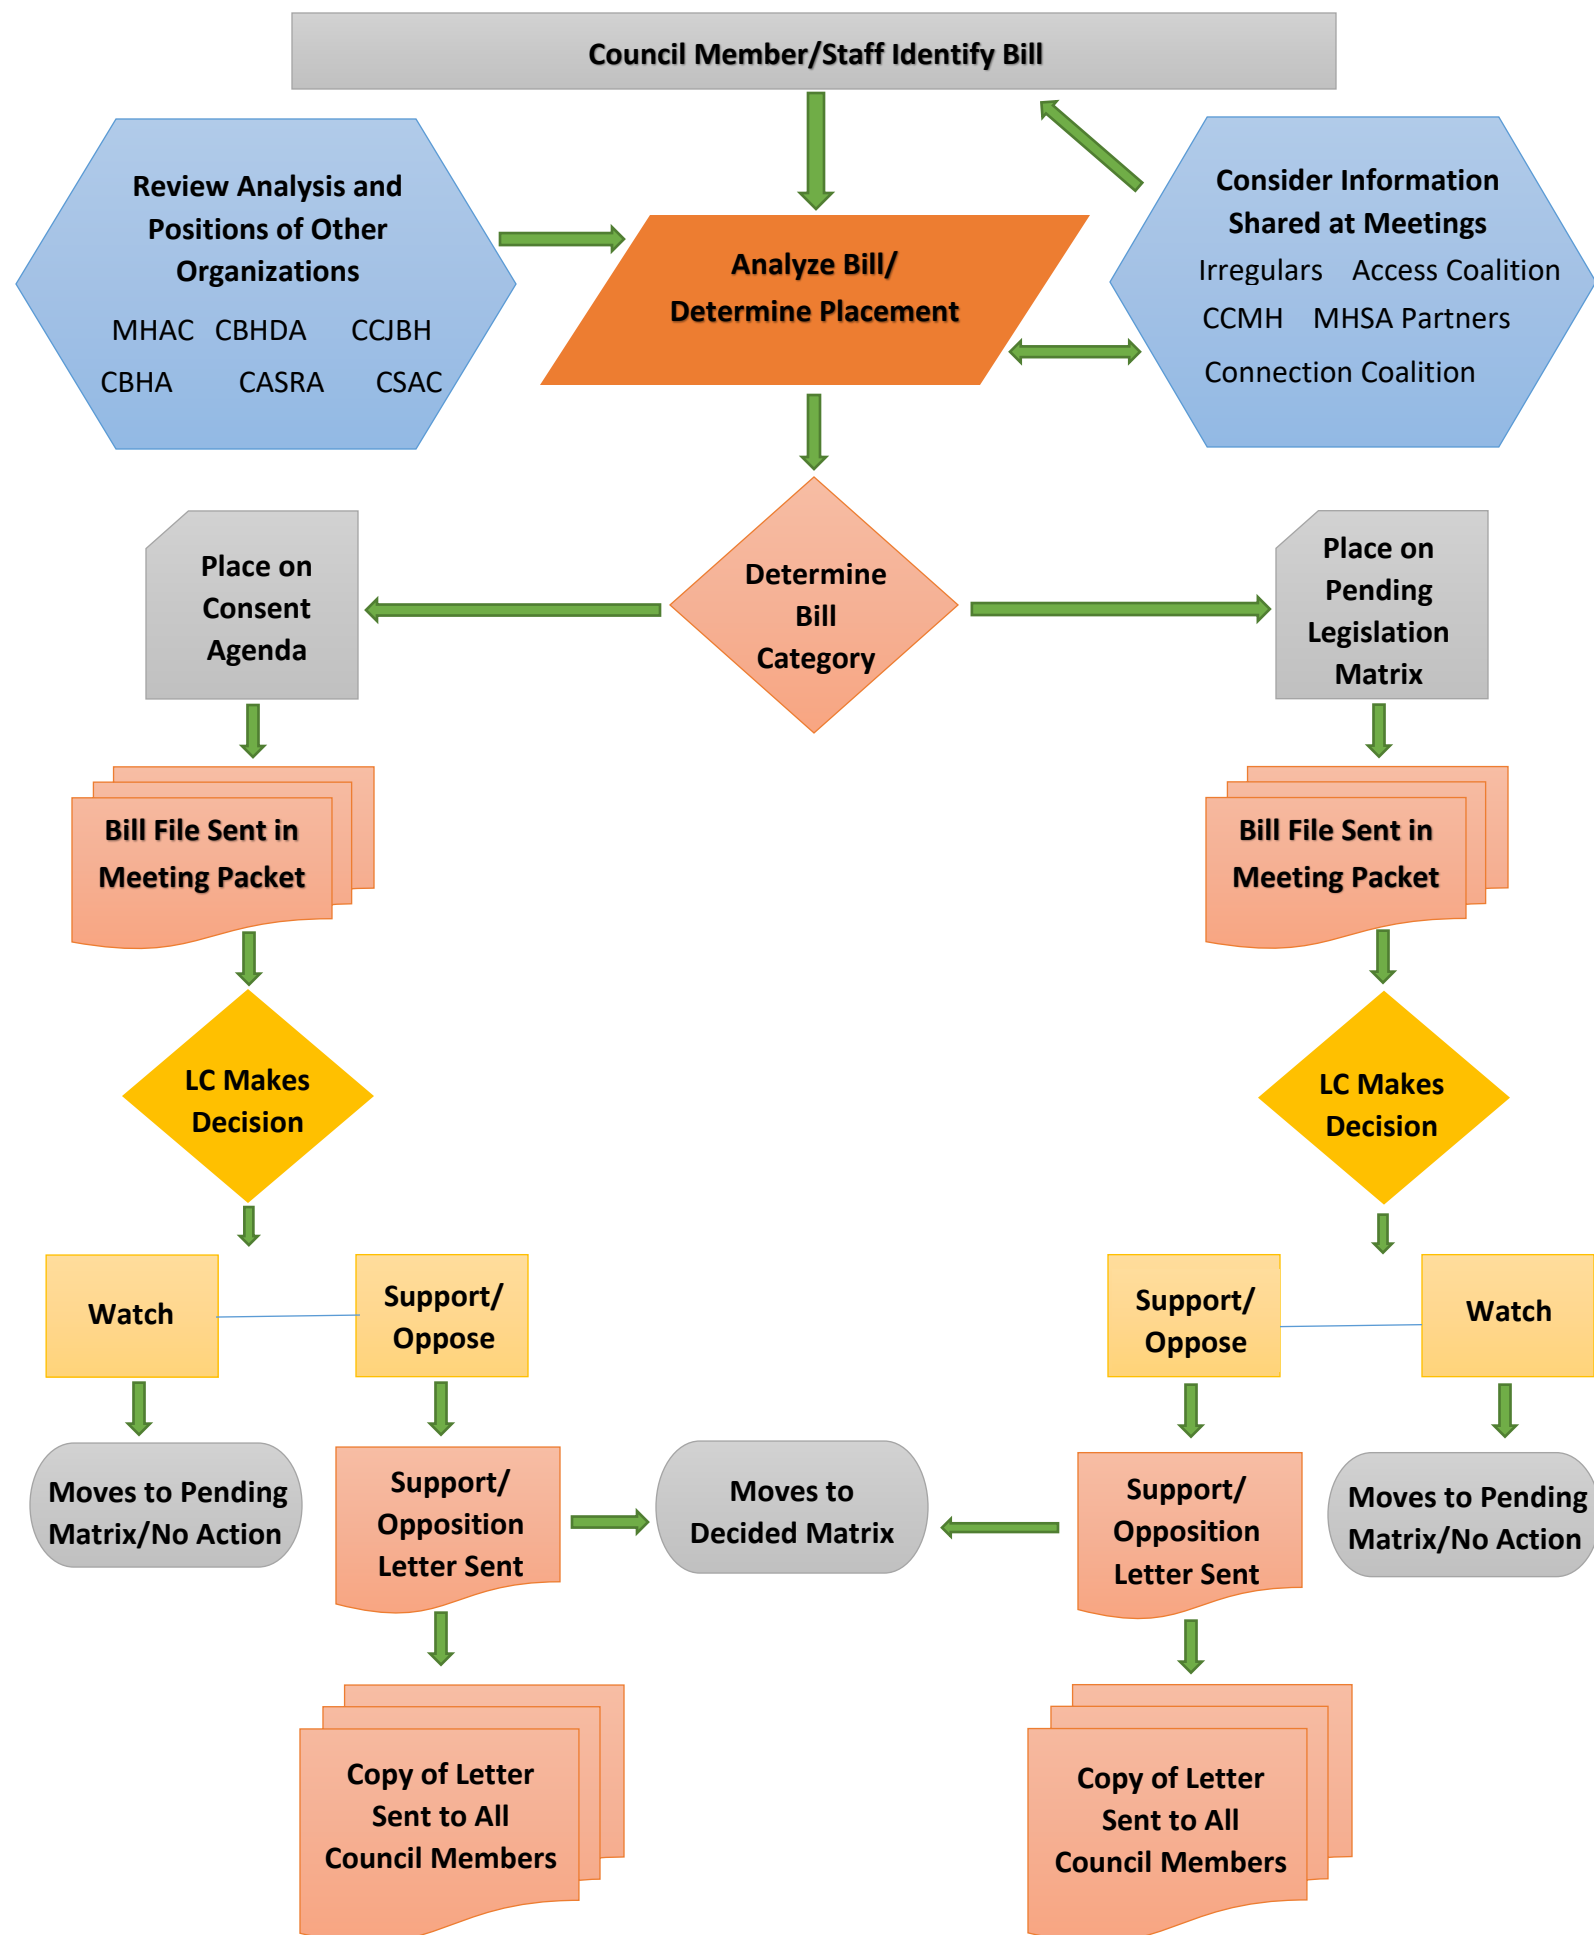 Council Member/Staff Identify Bill
Review Analysis and
Positions of Other
Organizations
MHAC CBHDA CCJBH
CBHA CASRA CSAC
Analyze Bill/
Determine Placement
Consider Information
Shared at Meetings
Irregulars Access Coalition
CCMH MHSA Partners
Connection Coalition
Place on
Consent
Agenda
Determine
Bill
Category
Place on
Pending
Legislation
Matrix
Bill File Sent in
Meeting Packet
Bill File Sent in
Meeting Packet
LC Makes
Decision
LC Makes
Decision
Watch
Support/
Oppose
Support/
Oppose
Watch
Moves to Pending
Matrix/No Action
Support/
Opposition
Letter Sent
Moves to
Decided Matrix
Support/
Opposition
Letter Sent
Moves to Pending
Matrix/No Action
Copy of Letter
Sent to All
Council Members
Copy of Letter
Sent to All
Council Members